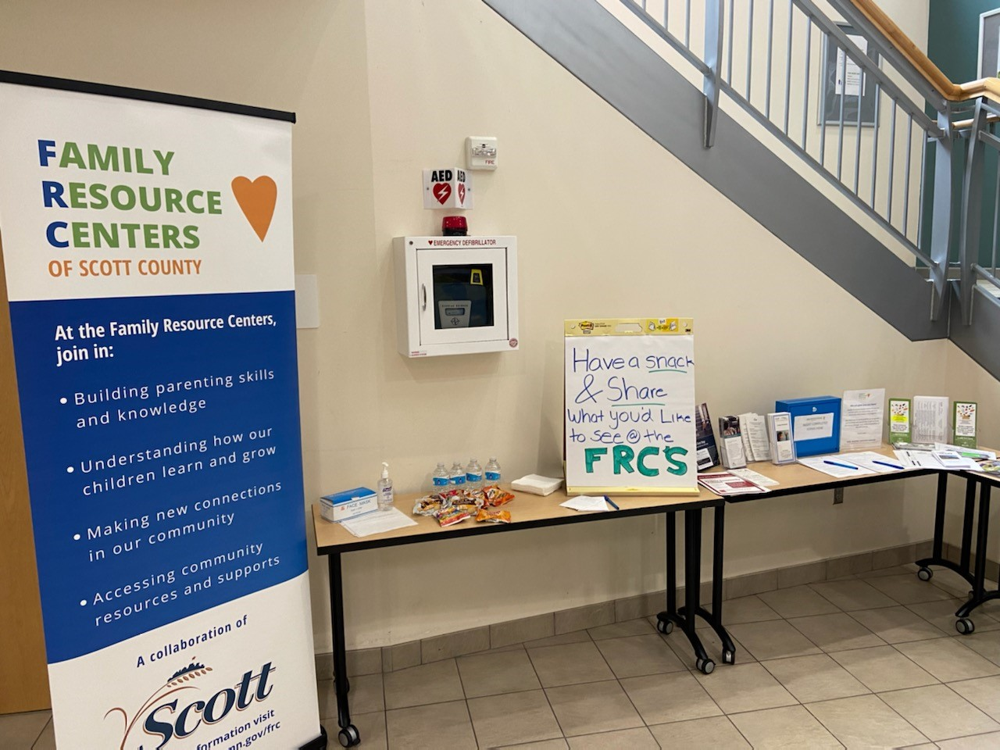 FAMILY
RESOURCE
CENTERS
OF SCOTT COUNTY
At the Family Resource Centers,
join in:
• Building parenting skills
and knowledge
• Understanding how our
children learn and grow
• Making new connections
in our community
• Accessing community
resources and supports
A collaboration of
Scott
formation visit
mn.gov/frc
FIRE
AED
AED
EMERGENCY DEFIBRILLATOR
Post-it
Have a snack
& Share
What you'd Like
to see @ the
FRC'S
FACE MASK